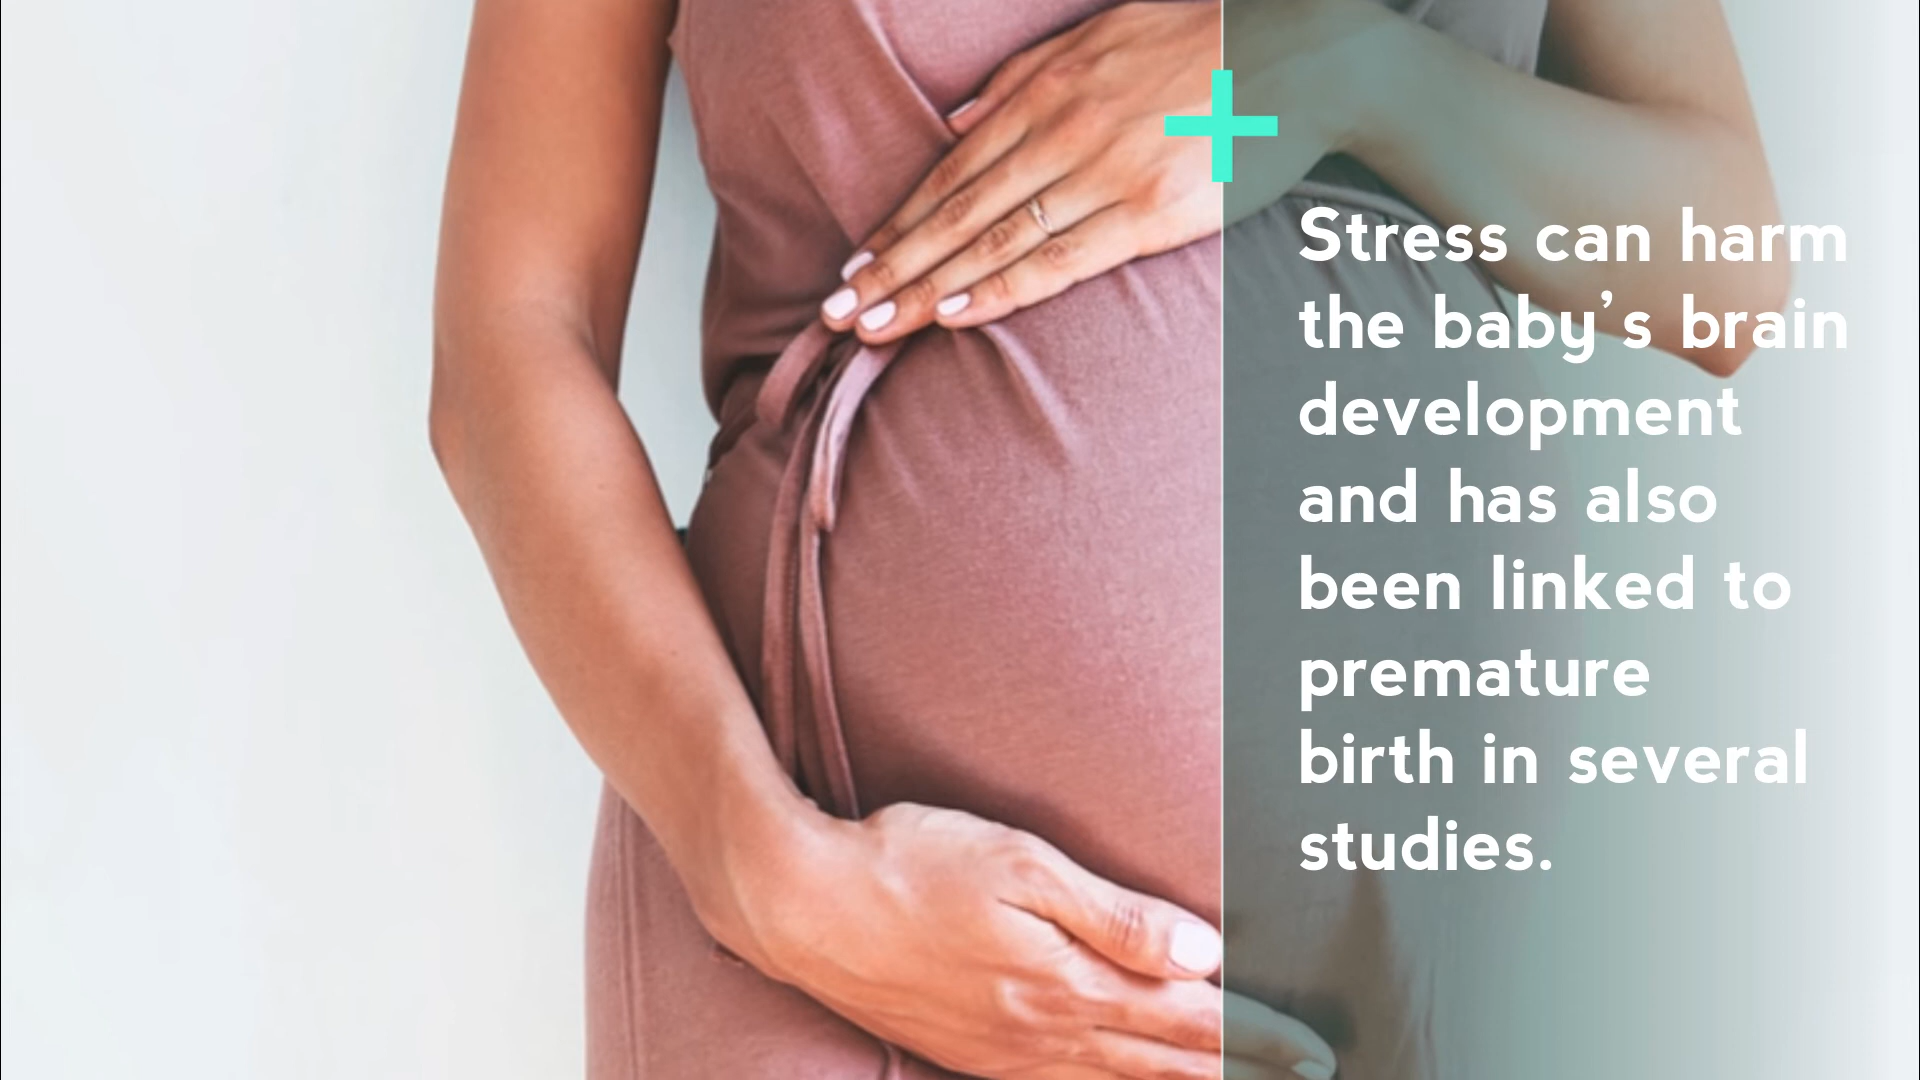 Stress can harm
the baby's brain
development
and has also
been linked to
premature
birth in several
studies.